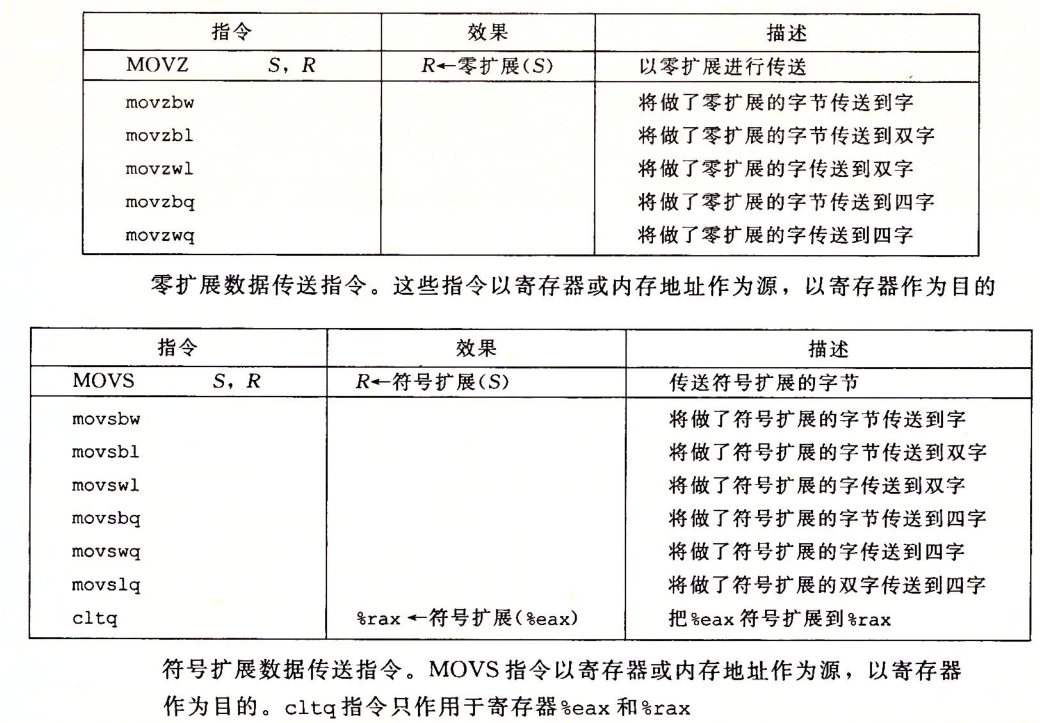 指令 效果 描述
MOVZ S, R R←零扩展(S) 以零扩展进行传送
movzbw 将做了零扩展的字节传送到字
movzbl 将做了零扩展的字节传送到双字
movzwl 将做了零扩展的字传送到双字
movzbq 将做了零扩展的字节传送到四字
movzwq 将做了零扩展的字传送到四字
零扩展数据传送指令。这些指令以寄存器或内存地址作为源，以寄存器作为目的
指令 效果 描述
MOVS S, R R←符号扩展(S) 传送符号扩展的字节
movsbw 将做了符号扩展的字节传送到字
movsbl 将做了符号扩展的字节传送到双字
movswl 将做了符号扩展的字传送到双字
movsbq 将做了符号扩展的字节传送到四字
movswq 将做了符号扩展的字传送到四字
movslq 将做了符号扩展的双字传送到四字
cltq %rax←符号扩展(%eax) 把%eax符号扩展到%rax
符号扩展数据传送指令。MOVS指令以寄存器或内存地址作为源，以寄存器
作为目的。cltq指令只作用于寄存器%eax和%rax